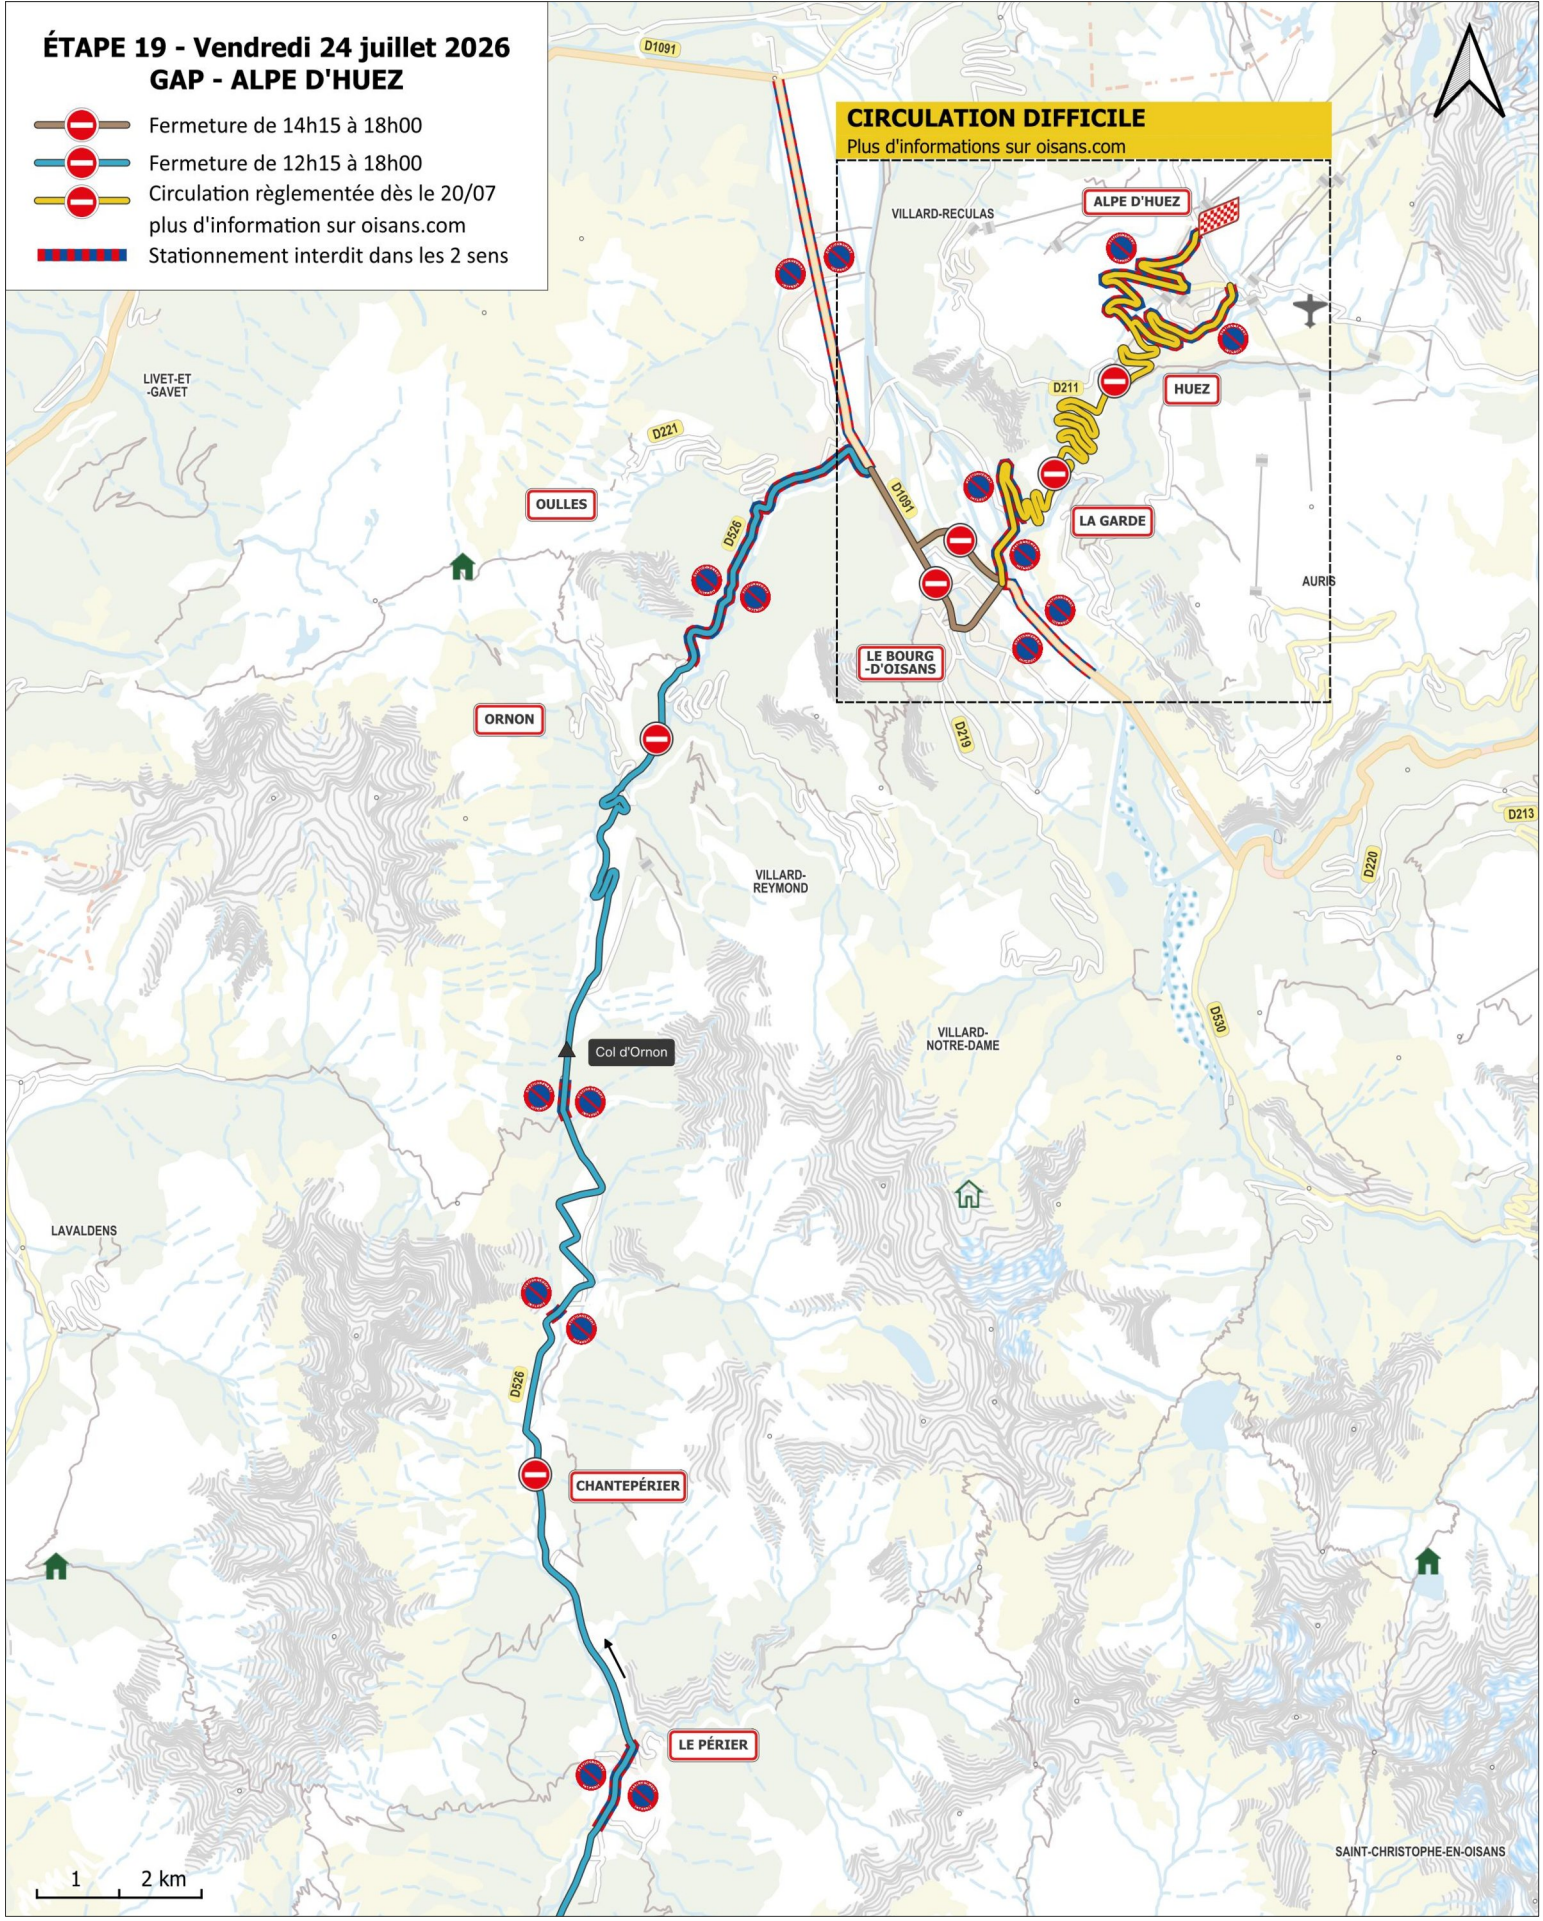 ÉTAPE 19 - Vendredi 24 juillet 2026
GAP - ALPE D'HUEZ
Fermeture de 14h15 à 18h00
Fermeture de 12h15 à 18h00
Circulation règlementée dès le 20/07
plus d'information sur oisans.com
Stationnement interdit dans les 2 sens
D1091
CIRCULATION DIFFICILE
Plus d'informations sur oisans.com
ALPE D'HUEZ
VILLARD-RECULAS
LIVET-ET
-GAVET
D211
HUEZ
D221
OULLES
D1091
LA GARDE
D526
AURIS
LE BOURG
-D'OISANS
ORNON
D219
D213
D220
VILLARD-
REYMOND
D530
VILLARD-
NOTRE-DAME
Col d'Ornon
LAVALDENS
D526
CHANTEPÉRIER
LE PÉRIER
SAINT-CHRISTOPHE-EN-OISANS
1 2 km